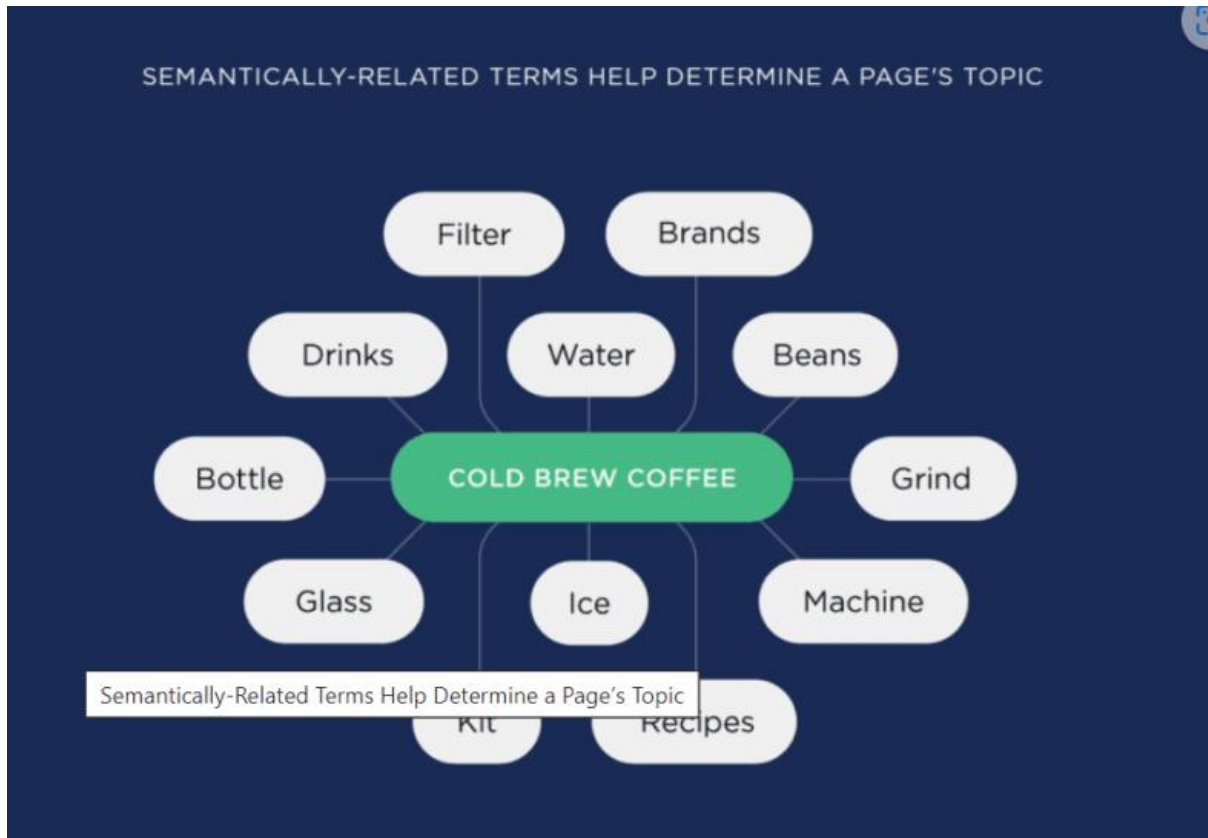 SEMANTICALLY-RELATED TERMS HELP DETERMINE A PAGE'S TOPIC
Filter
Brands
Drinks
Water
Beans
Bottle
COLD BREW COFFEE
Grind
Glass
Ice
Machine
Semantically-Related Terms Help Determine a Page's Topic
Kit
Recipes